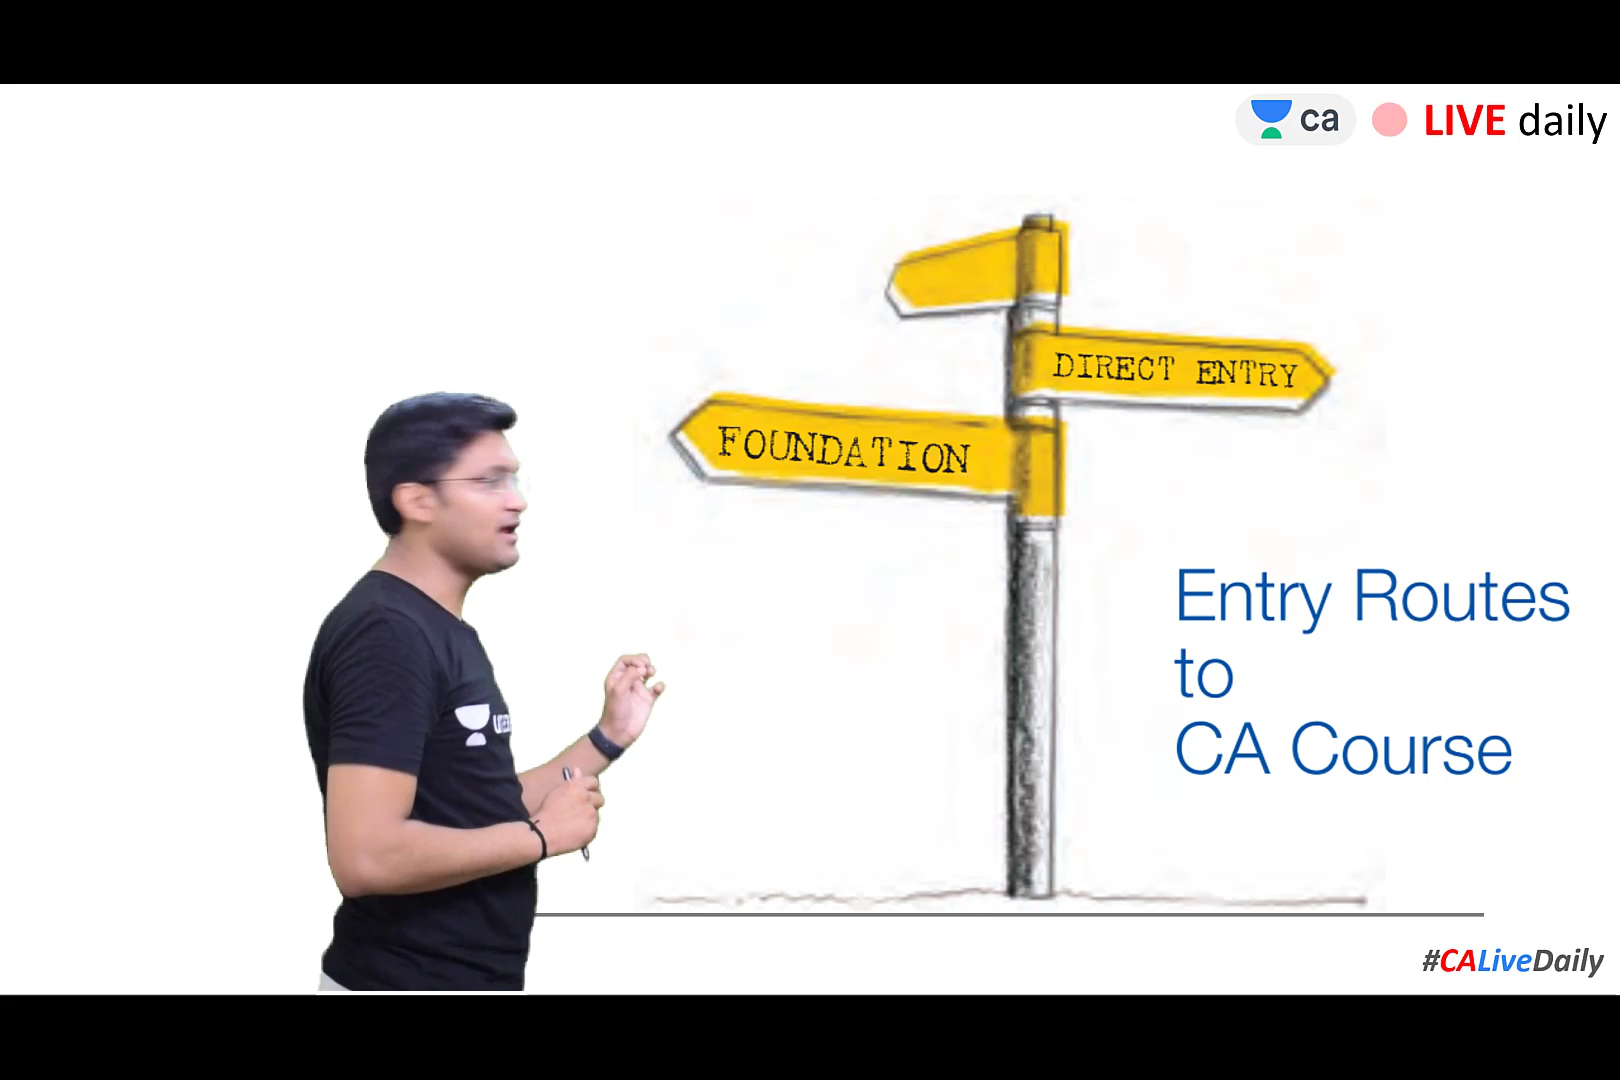 ca LIVE daily
DIRECT ENTRY
FOUNDATION
Entry Routes
to
CA Course
#CALiveDaily